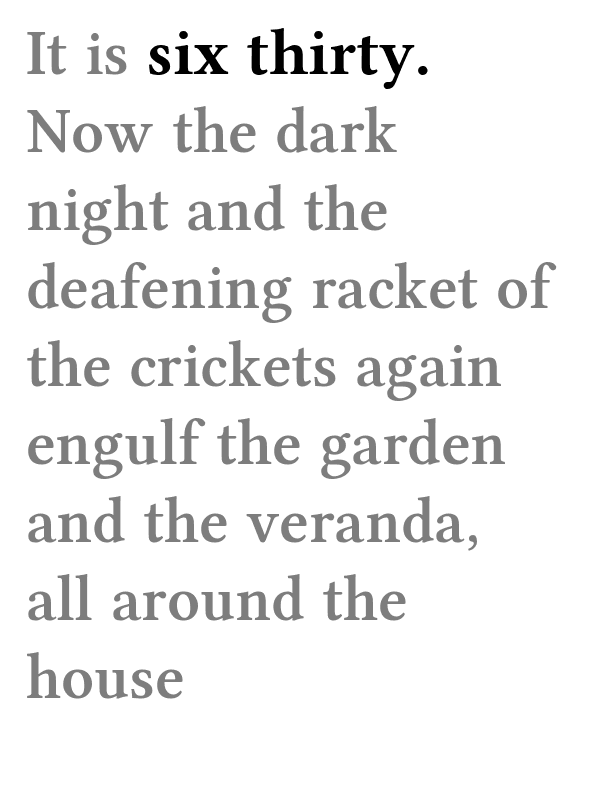 It is six thirty.
Now the dark
night and the
deafening racket of
the crickets again
engulf the garden
and the veranda,
all around the
house